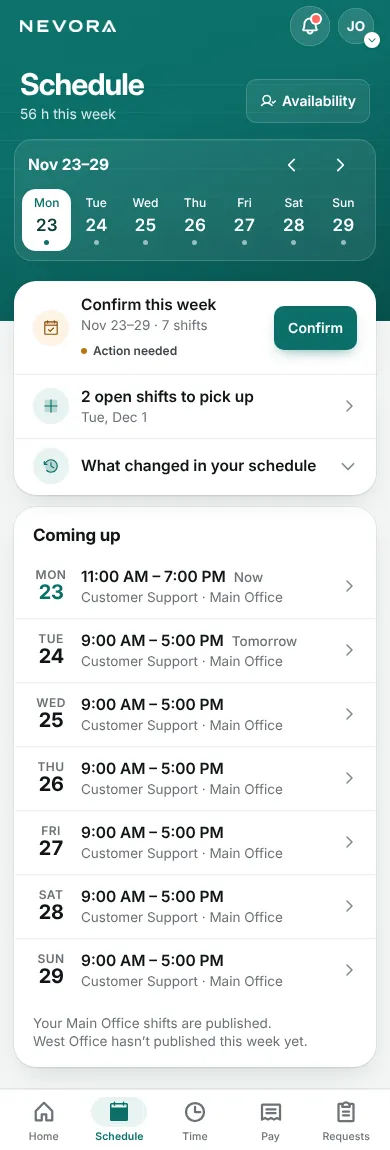 NEVORA
JO
Schedule
56 h this week
Availability
Nov 23–29
Mon Tue Wed Thu Fri Sat Sun
23 24 25 26 27 28 29
Confirm this week
Nov 23–29 · 7 shifts
Action needed
Confirm
2 open shifts to pick up
Tue, Dec 1
What changed in your schedule
Coming up
MON
23
11:00 AM – 7:00 PM Now
Customer Support · Main Office
TUE
24
9:00 AM – 5:00 PM Tomorrow
Customer Support · Main Office
WED
25
9:00 AM – 5:00 PM
Customer Support · Main Office
THU
26
9:00 AM – 5:00 PM
Customer Support · Main Office
FRI
27
9:00 AM – 5:00 PM
Customer Support · Main Office
SAT
28
9:00 AM – 5:00 PM
Customer Support · Main Office
SUN
29
9:00 AM – 5:00 PM
Customer Support · Main Office
Your Main Office shifts are published.
West Office hasn’t published this week yet.
Home Schedule Time Pay Requests